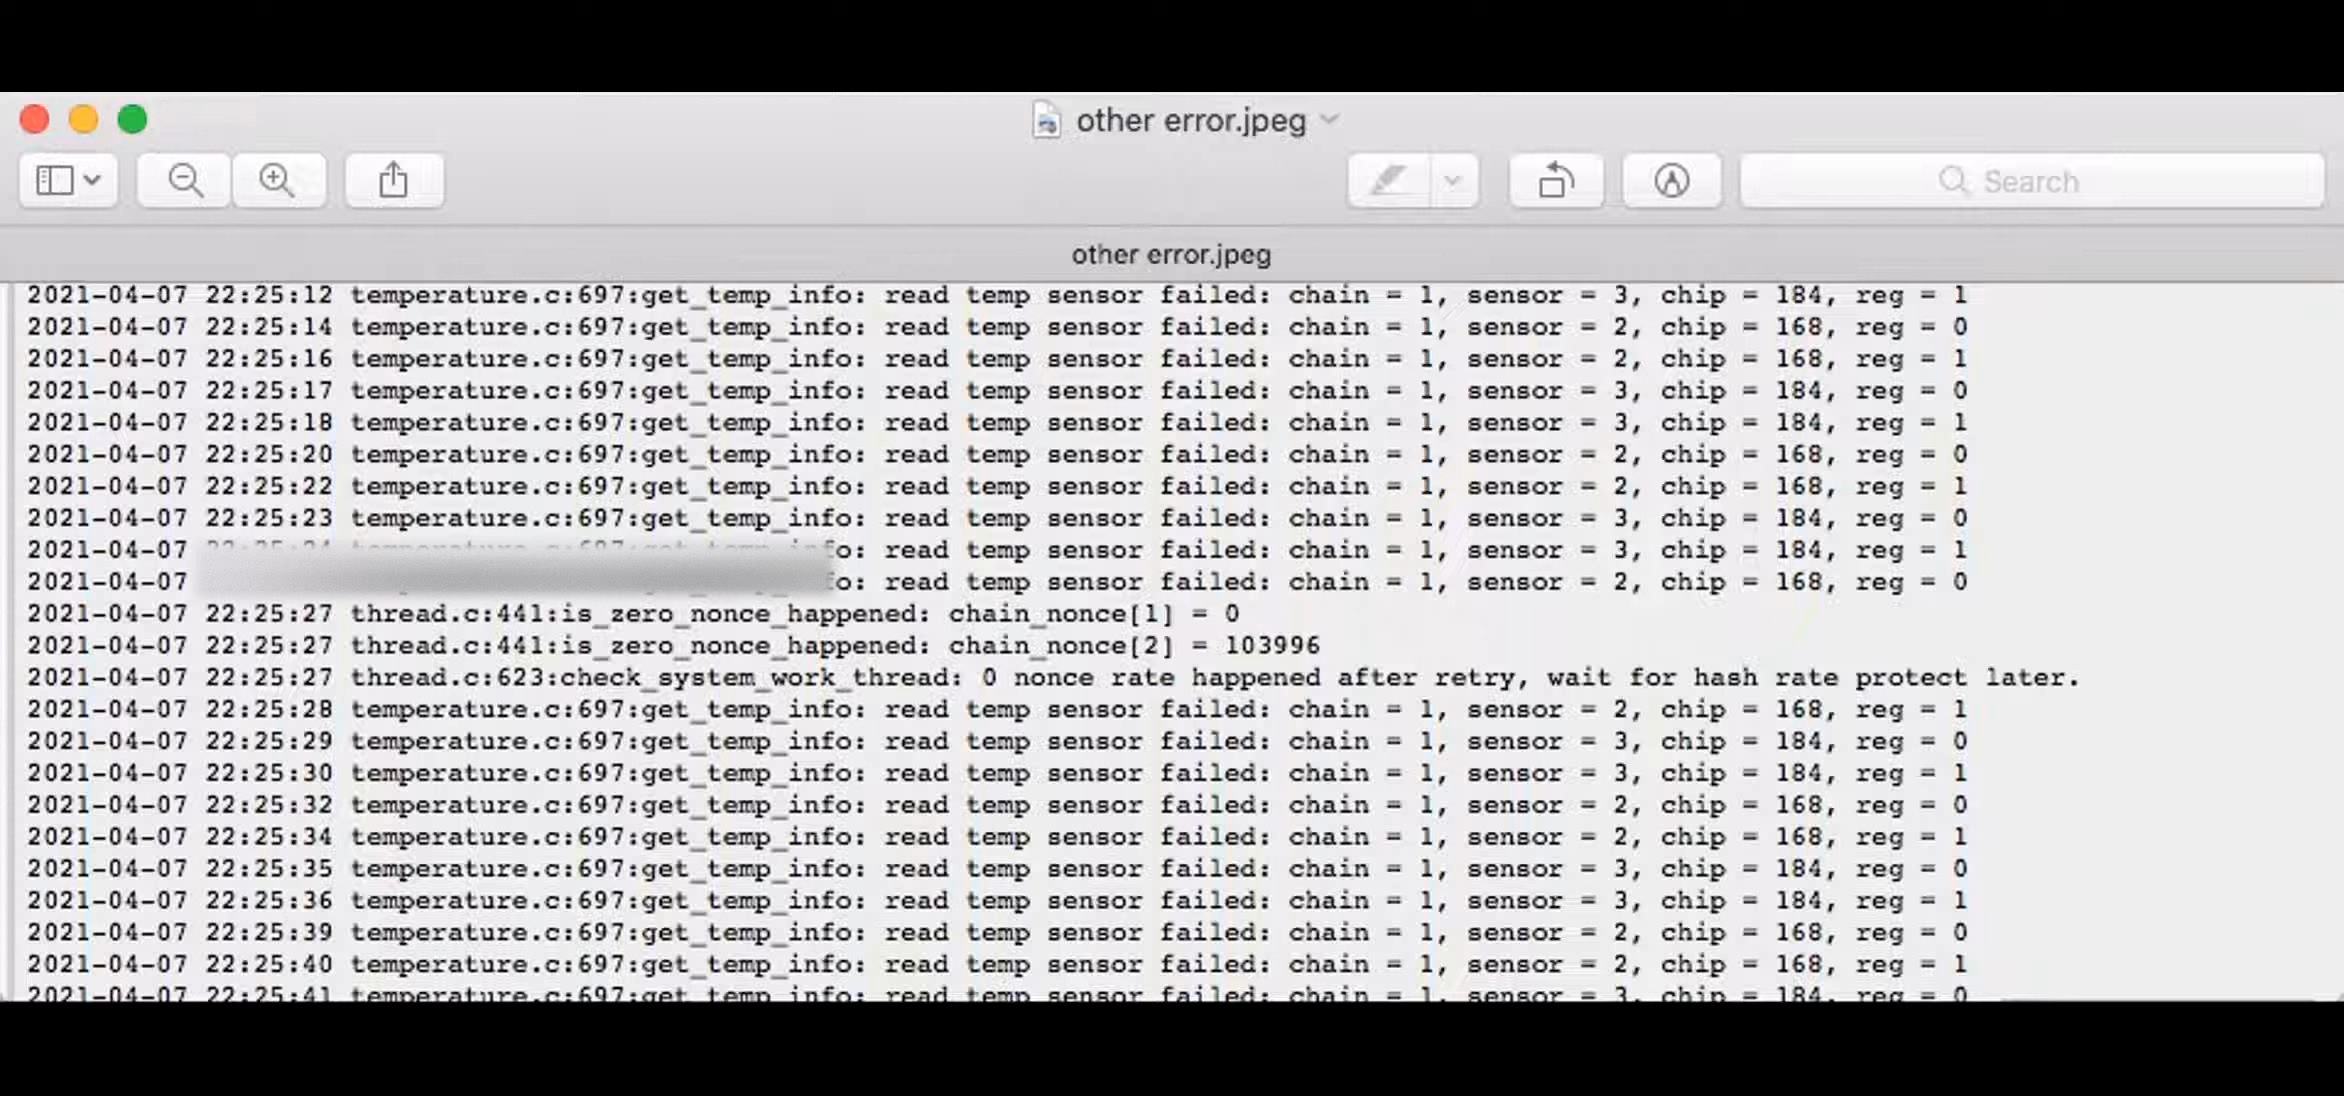 other error.jpeg
Search
other error.jpeg
2021-04-07 22:25:12 temperature.c:697:get_temp_info: read temp sensor failed: chain = 1, sensor = 3, chip = 184, reg = 1
2021-04-07 22:25:14 temperature.c:697:get_temp_info: read temp sensor failed: chain = 1, sensor = 2, chip = 168, reg = 0
2021-04-07 22:25:16 temperature.c:697:get_temp_info: read temp sensor failed: chain = 1, sensor = 2, chip = 168, reg = 1
2021-04-07 22:25:17 temperature.c:697:get_temp_info: read temp sensor failed: chain = 1, sensor = 3, chip = 184, reg = 0
2021-04-07 22:25:18 temperature.c:697:get_temp_info: read temp sensor failed: chain = 1, sensor = 3, chip = 184, reg = 1
2021-04-07 22:25:20 temperature.c:697:get_temp_info: read temp sensor failed: chain = 1, sensor = 2, chip = 168, reg = 0
2021-04-07 22:25:22 temperature.c:697:get_temp_info: read temp sensor failed: chain = 1, sensor = 2, chip = 168, reg = 1
2021-04-07 22:25:23 temperature.c:697:get_temp_info: read temp sensor failed: chain = 1, sensor = 3, chip = 184, reg = 0
2021-04-07 read temp sensor failed: chain = 1, sensor = 3, chip = 184, reg = 1
2021-04-07 read temp sensor failed: chain = 1, sensor = 2, chip = 168, reg = 0
2021-04-07 22:25:27 thread.c:441:is_zero_nonce_happened: chain_nonce[1] = 0
2021-04-07 22:25:27 thread.c:441:is_zero_nonce_happened: chain_nonce[2] = 103996
2021-04-07 22:25:27 thread.c:623:check_system_work_thread: 0 nonce rate happened after retry, wait for hash rate protect later.
2021-04-07 22:25:28 temperature.c:697:get_temp_info: read temp sensor failed: chain = 1, sensor = 2, chip = 168, reg = 1
2021-04-07 22:25:29 temperature.c:697:get_temp_info: read temp sensor failed: chain = 1, sensor = 3, chip = 184, reg = 0
2021-04-07 22:25:30 temperature.c:697:get_temp_info: read temp sensor failed: chain = 1, sensor = 3, chip = 184, reg = 1
2021-04-07 22:25:32 temperature.c:697:get_temp_info: read temp sensor failed: chain = 1, sensor = 2, chip = 168, reg = 0
2021-04-07 22:25:34 temperature.c:697:get_temp_info: read temp sensor failed: chain = 1, sensor = 2, chip = 168, reg = 1
2021-04-07 22:25:35 temperature.c:697:get_temp_info: read temp sensor failed: chain = 1, sensor = 3, chip = 184, reg = 0
2021-04-07 22:25:36 temperature.c:697:get_temp_info: read temp sensor failed: chain = 1, sensor = 3, chip = 184, reg = 1
2021-04-07 22:25:39 temperature.c:697:get_temp_info: read temp sensor failed: chain = 1, sensor = 2, chip = 168, reg = 0
2021-04-07 22:25:40 temperature.c:697:get_temp_info: read temp sensor failed: chain = 1, sensor = 2, chip = 168, reg = 1
2021-04-07 22:25:41 temperature.c:697:get_temp_info: read temp sensor failed: chain = 1, sensor = 3, chip = 184, reg = 0